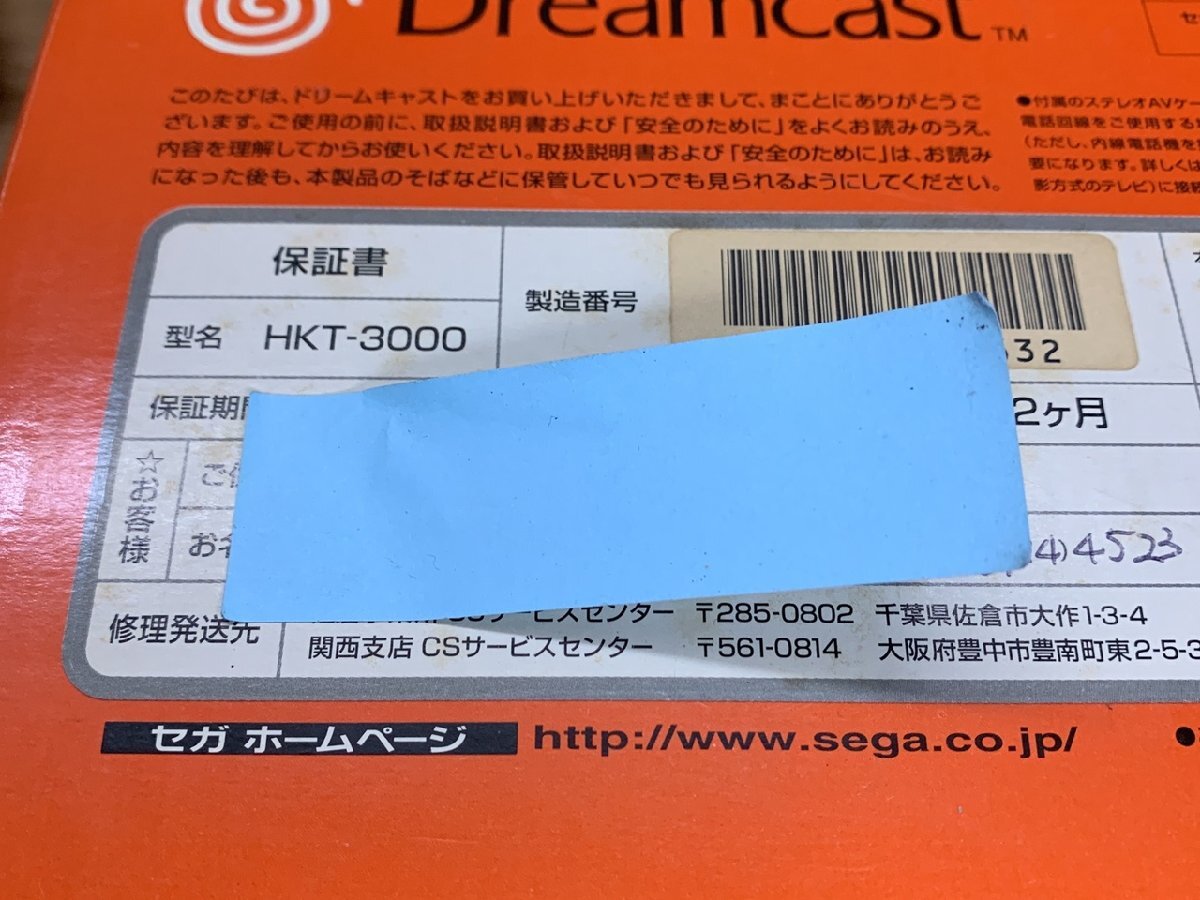 Dreamcast TM
このたびは、ドリームキャストをお買い上げいただきまして、まことにありがとうご
ざいます。ご使用の前に、取扱説明書および「安全のために」をよくお読みのうえ、
内容を理解してからお使いください。取扱説明書および「安全のために」は、お読み
になった後も、本製品のそばなどに保管していつでも見られるようにしてください。
●付属のステレオAVケー
電話回線をご使用する
(ただし、内線電話機を
要になります。詳しくは
影方式のテレビ)に接続
保証書
型名 HKT-3000
製造番号
32
保証期
2ヶ月
☆お客様
ご
お
4)4523
修理発送先
サービスセンター 〒285-0802 千葉県佐倉市大作1-3-4
関西支店 CSサービスセンター 〒561-0814 大阪府豊中市豊南町東2-5-3
セガ ホームページ http://www.sega.co.jp/